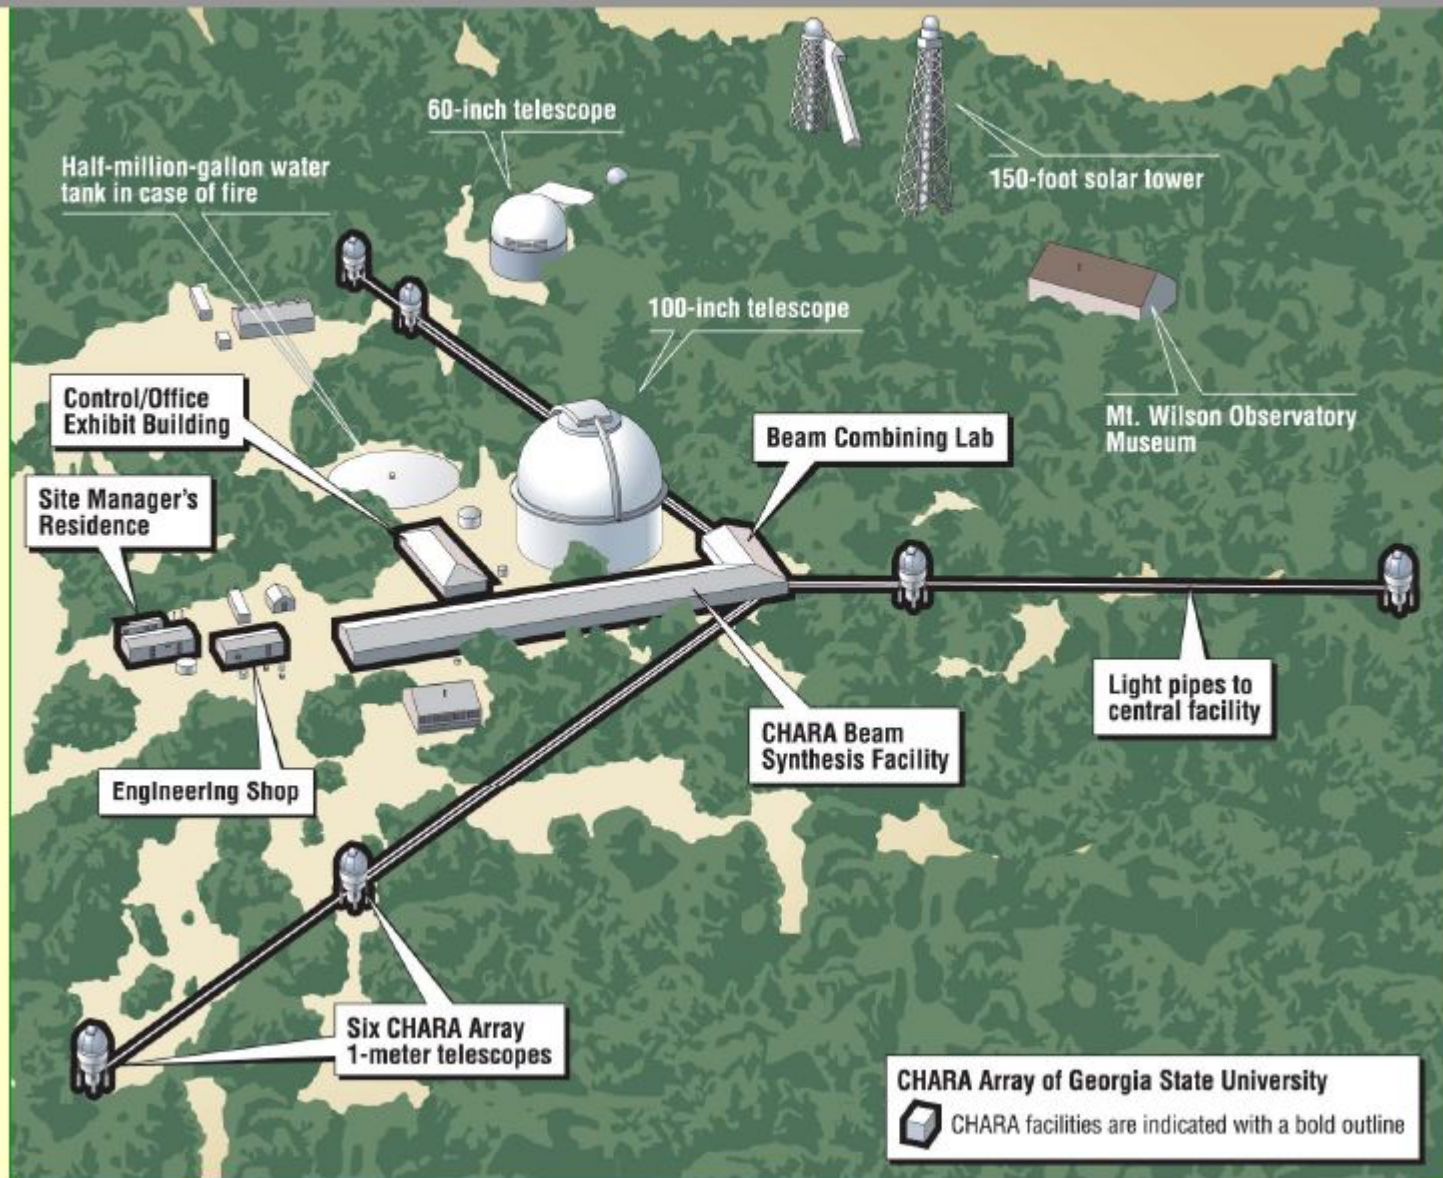 60-inch telescope
Half-million-gallon water
tank in case of fire
150-foot solar tower
100-inch telescope
Control/Office
Exhibit Building
Beam Combining Lab
Mt. Wilson Observatory
Museum
Site Manager's
Residence
Light pipes to
central facility
CHARA Beam
Synthesis Facility
Engineering Shop
Six CHARA Array
1-meter telescopes
CHARA Array of Georgia State University
CHARA facilities are indicated with a bold outline